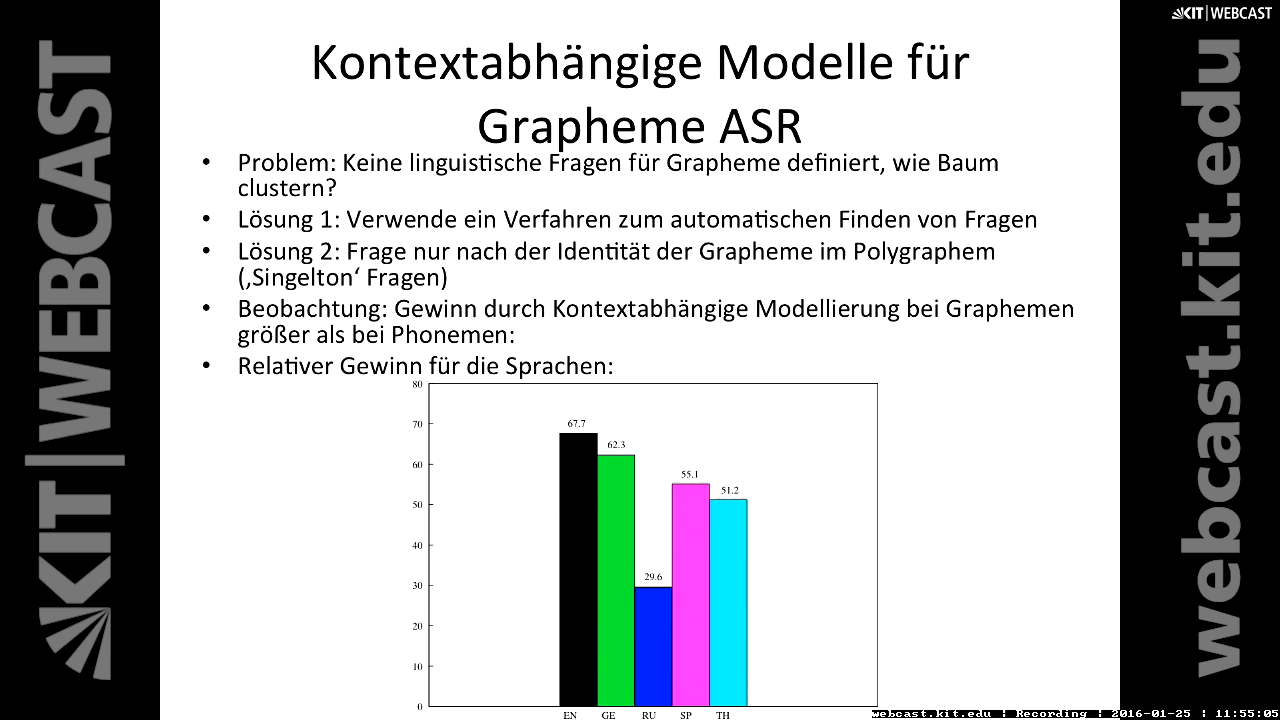 KIT | WEBCAST
Kontextabhängige Modelle für
Grapheme ASR
• Problem: Keine linguistische Fragen für Grapheme definiert, wie Baum
clustern?
• Lösung 1: Verwende ein Verfahren zum automatischen Finden von Fragen
• Lösung 2: Frage nur nach der Identität der Grapheme im Polygraphem
(‚Singelton‘ Fragen)
• Beobachtung: Gewinn durch Kontextabhängige Modellierung bei Graphemen
größer als bei Phonemen:
• Relativer Gewinn für die Sprachen:
80
70
60
50
40
30
20
10
0
67.7
62.3
29.6
55.1
51.2
EN GE RU SP TH
KIT | WEBCAST
webcast.kit.edu
webcast.kit.edu ¦ Recording ¦ 2016-01-25 ¦ 11:55:05